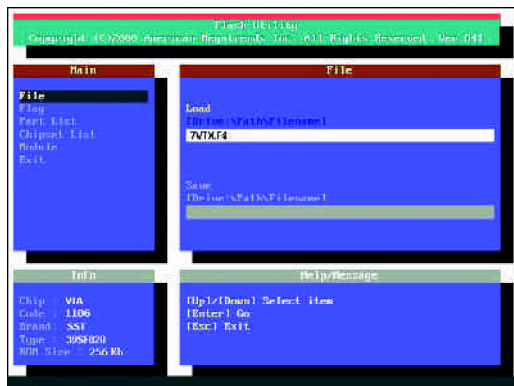 Flash Utility
Copyright (C)2000 American Megatrends Inc. All Rights Reserved. Ver.
Main
File
Flag
Part List
Chipset List
Module
Exit
File
Load
[Drive:\Path\Filename]
7VTX.F4
Save
[Drive:\Path\Filename]
Info
Chip : VIA
Code : 1106
Brand: SST
Type : 39SF020
ROM Size : 256 Kb
Help/Message
[Up]/[Down] Select item
[Enter] Go
[Esc] Exit